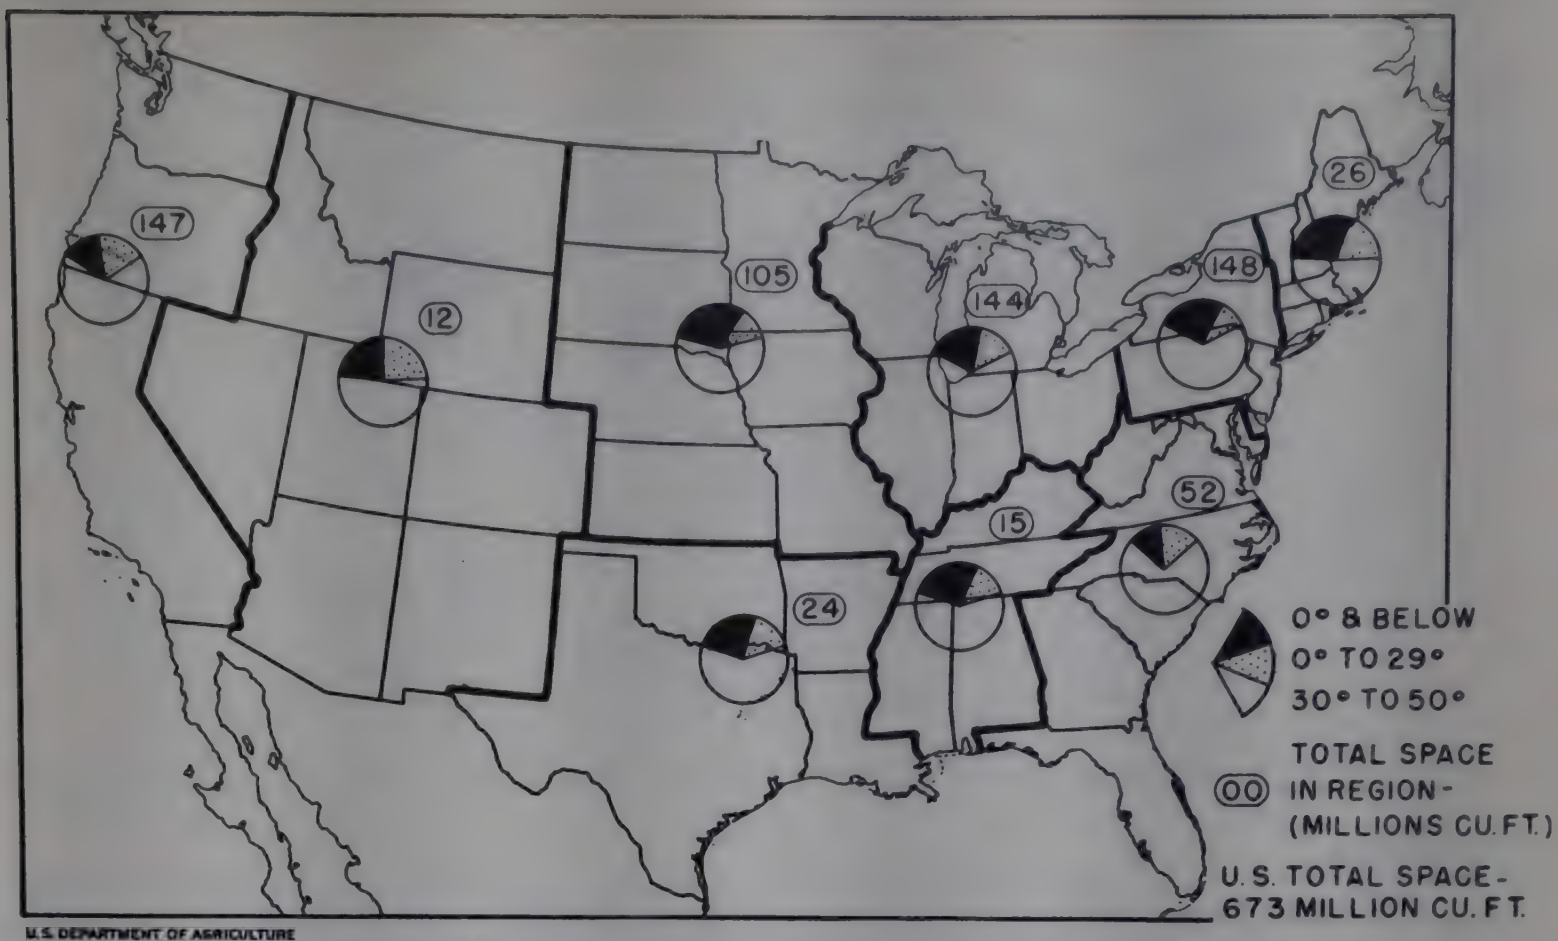 26
147
148
105
12
144
52
15
24
0° & BELOW
0° TO 29°
30° TO 50°
TOTAL SPACE
00 IN REGION-
(MILLIONS CU. FT.)
U.S. TOTAL SPACE-
673 MILLION CU. FT.
U.S. DEPARTMENT OF AGRICULTURE